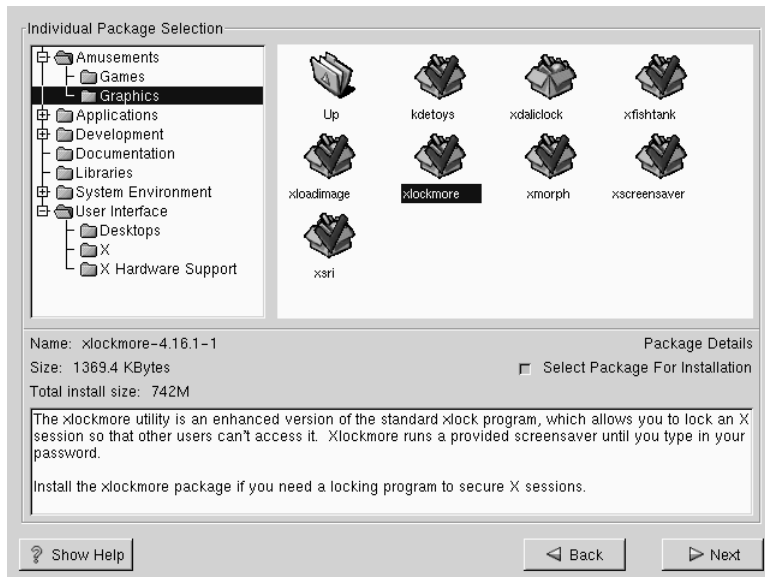 Individual Package Selection
Amusements
Games
Graphics
Applications
Development
Documentation
Libraries
System Environment
User Interface
Desktops
X
X Hardware Support
Up kdetoys xdaliclock xfishtank
xloadimage xlockmore xmorph xscreensaver
xsri
Name: xlockmore-4.16.1-1
Package Details
Size: 1369.4 KBytes
Select Package For Installation
Total install size: 742M
The xlockmore utility is an enhanced version of the standard xlock program, which allows you to lock an X
session so that other users can't access it. Xlockmore runs a provided screensaver until you type in your
password.
Install the xlockmore package if you need a locking program to secure X sessions.
Show Help
Back
Next